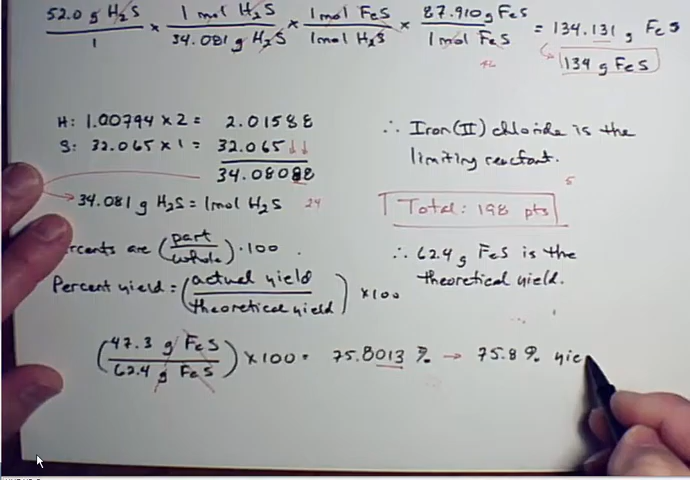 52.0 g H₂S / 1 × 1 mol H₂S / 34.081 g H₂S × 1 mol FeS / 1 mol H₂S × 87.910 g FeS / 1 mol FeS = 134.131 g FeS
134 g FeS
H: 1.00794 × 2 = 2.01588
S: 32.065 × 1 = 32.065
34.08088
34.081 g H₂S = 1 mol H₂S 24
∴ Iron(II) chloride is the
limiting reactant.
5
Total: 198 pts
∴ 62.4 g FeS is the
theoretical yield.
rcents are (part / whole) · 100
Percent yield = (actual yield / theoretical yield) × 100
(47.3 g FeS / 62.4 g FeS) × 100 = 75.8013 % → 75.8 % yie